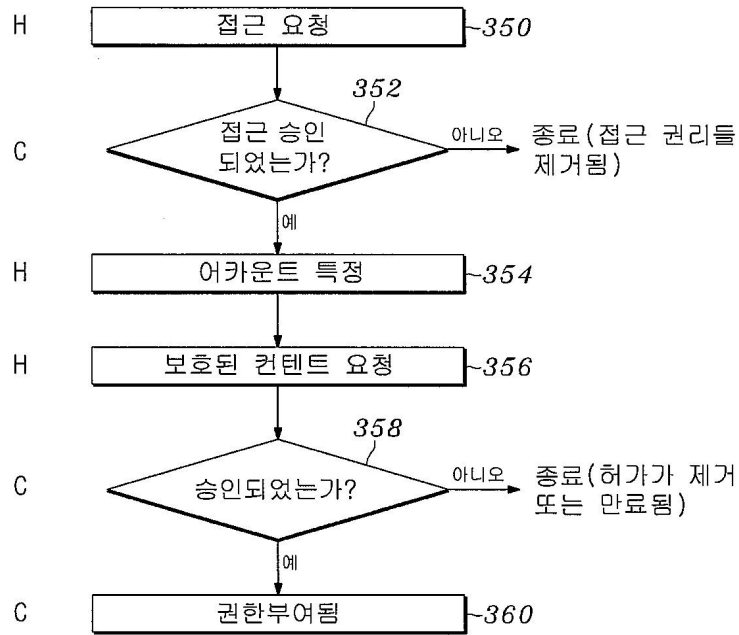 H 접근 요청 350
352
C 접근 승인 아니오 종료(접근 권리들
되었는가? 제거됨)
예
H 어카운트 특정 354
H 보호된 컨텐트 요청 356
358
C 승인되었는가? 아니오 종료(허가가 제거
또는 만료됨)
예
C 권한부여됨 360